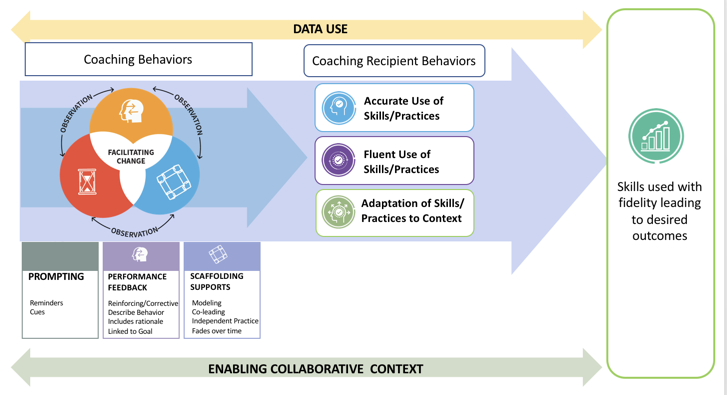 DATA USE
Coaching Behaviors
Coaching Recipient Behaviors
OBSERVATION
OBSERVATION
FACILITATING
CHANGE
OBSERVATION
Accurate Use of
Skills/Practices
Fluent Use of
Skills/Practices
Adaptation of Skills/
Practices to Context
Skills used with
fidelity leading
to desired
outcomes
PROMPTING
Reminders
Cues
PERFORMANCE
FEEDBACK
Reinforcing/Corrective
Describe Behavior
Includes rationale
Linked to Goal
SCAFFOLDING
SUPPORTS
Modeling
Co-leading
Independent Practice
Fades over time
ENABLING COLLABORATIVE CONTEXT